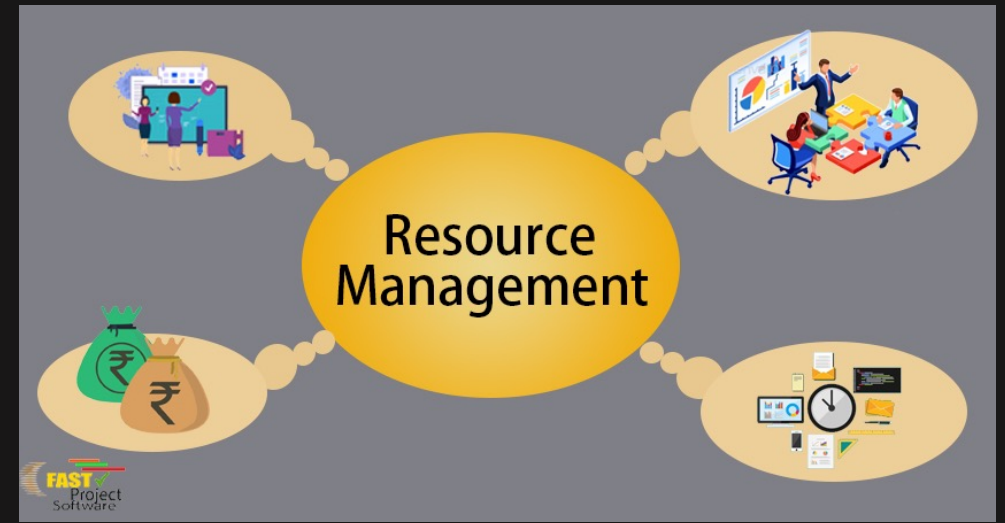 Resource
Management
₹
₹
FAST
Project
Software